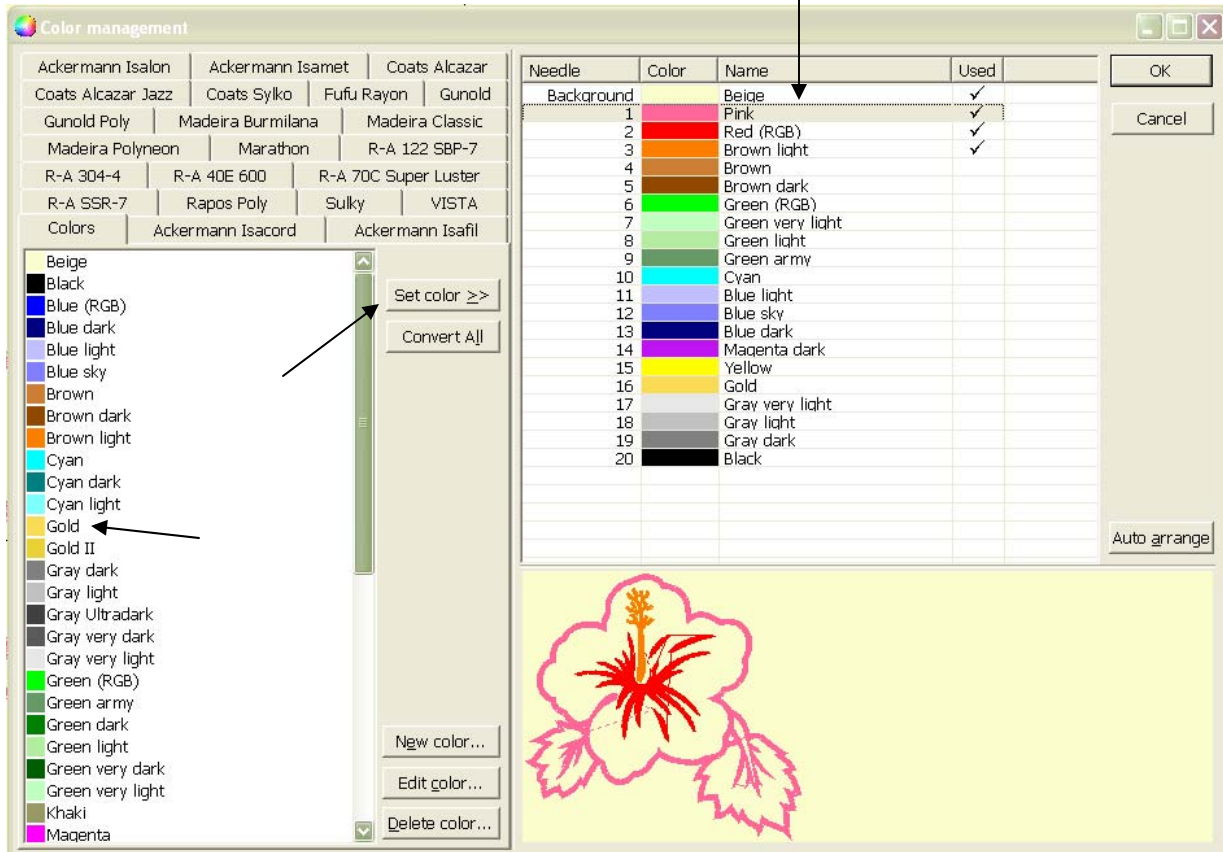 Color management
Ackermann Isalon Ackermann Isamet Coats Alcazar
Coats Alcazar Jazz Coats Sylko Fufu Rayon Gunold
Gunold Poly Madeira Burmilana Madeira Classic
Madeira Polyneon Marathon R-A 122 SBP-7
R-A 304-4 R-A 40E 600 R-A 70C Super Luster
R-A SSR-7 Rapos Poly Sulky VISTA
Colors Ackermann Isacord Ackermann Isafil
Beige
Black
Blue (RGB)
Blue dark
Blue light
Blue sky
Brown
Brown dark
Brown light
Cyan
Cyan dark
Cyan light
Gold
Gold II
Gray dark
Gray light
Gray Ultradark
Gray very dark
Gray very light
Green (RGB)
Green army
Green dark
Green light
Green very dark
Green very light
Khaki
Magenta
Set color >>
Convert All
New color...
Edit color...
Delete color...
Needle Color Name Used
Background Beige ✓
1 Pink ✓
2 Red (RGB) ✓
3 Brown light ✓
4 Brown
5 Brown dark
6 Green (RGB)
7 Green very light
8 Green light
9 Green army
10 Cyan
11 Blue light
12 Blue sky
13 Blue dark
14 Magenta dark
15 Yellow
16 Gold
17 Gray very light
18 Gray light
19 Gray dark
20 Black
OK
Cancel
Auto arrange